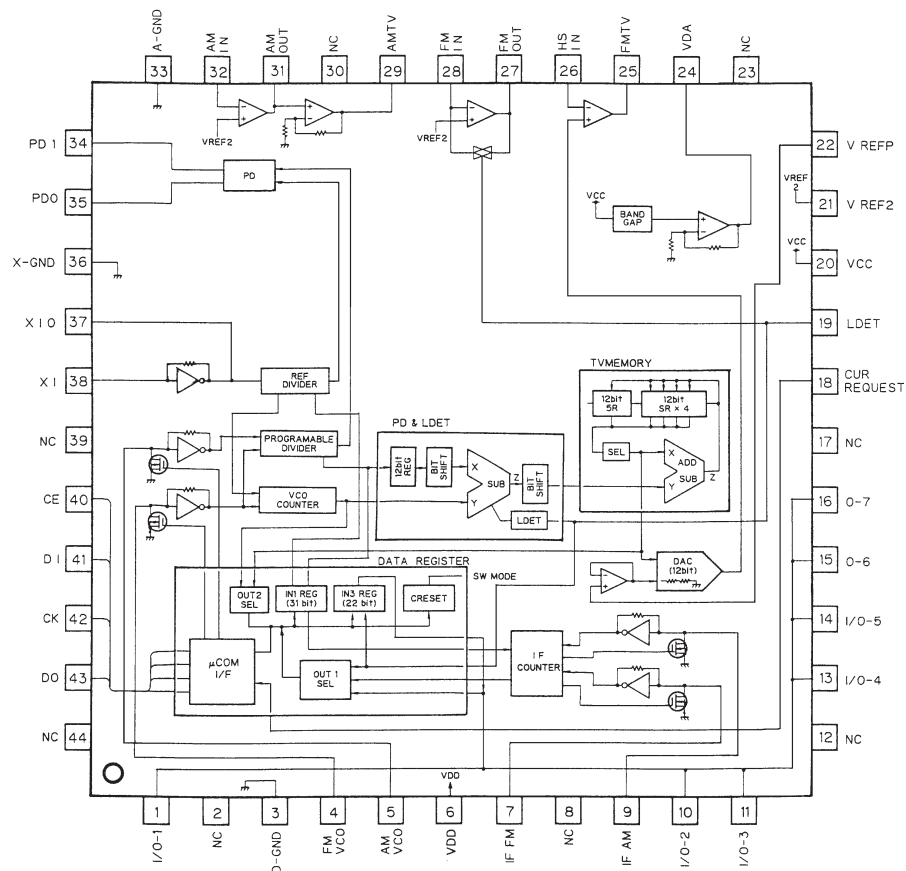 A-GND
AM IN
AM OUT
NC
AMTV
FM IN
FM OUT
HS IN
FMTV
VDA
NC
33
32
31
30
29
28
27
26
25
24
23
VREF2
VREF2
PD 1
34
PD
22
V REFP
PD0
35
VREF 2
21
V REF2
VCC
BAND GAP
X-GND
36
VCC
20
VCC
X I 0
37
19
LDET
TVMEMORY
X I
38
REF DIVIDER
12bit SR
12bit SR × 4
18
CUR REQUEST
NC
39
PROGRAMABLE DIVIDER
PD & LDET
12bit REG
BIT SHIFT
X
SUB
Y
Z
BIT SHIFT
LDET
SEL
X
ADD
SUB
Y
Z
17
NC
CE
40
VCO COUNTER
16
O-7
D I
41
DATA REGISTER
DAC (12bit)
15
O-6
OUT2 SEL
IN1 REG (31 bit)
IN3 REG (22 bit)
CRESET
SW MODE
CK
42
14
I/O-5
μCOM I/F
OUT 1 SEL
I F COUNTER
DO
43
13
I/O-4
NC
44
12
NC
VDD
1
2
3
4
5
6
7
8
9
10
11
I/O-1
NC
D-GND
FM VCO
AM VCO
VDD
IF FM
NC
IF AM
I/O-2
I/O-3